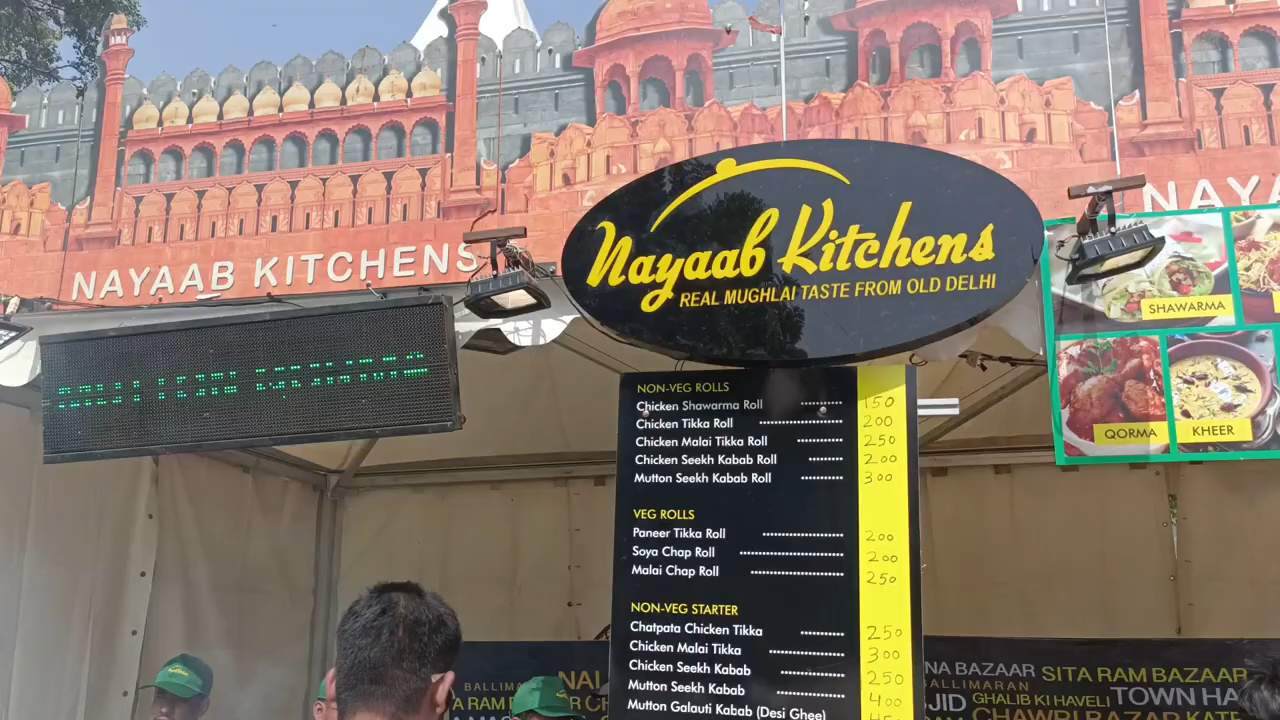 NAYAAB KITCHENS
NAYA
Nayaab Kitchens
REAL MUGHLAI TASTE FROM OLD DELHI
SHAWARMA
QORMA
KHEER
NON-VEG ROLLS
Chicken Shawarma Roll 150
Chicken Tikka Roll 200
Chicken Malai Tikka Roll 250
Chicken Seekh Kabab Roll 200
Mutton Seekh Kabab Roll 300
VEG ROLLS
Paneer Tikka Roll 200
Soya Chap Roll 200
Malai Chap Roll 250
NON-VEG STARTER
Chatpata Chicken Tikka 250
Chicken Malai Tikka 300
Chicken Seekh Kabab 250
Mutton Seekh Kabab 400
Mutton Galauti Kabab (Desi Ghee)
NAI
BALLIMARAN
TA RAM B
NA BAZAAR SITA RAM BAZAAR
BALLIMARAN
JID GHALIB KI HAVELI TOWN HA
CHAWRI BAZAR KATE